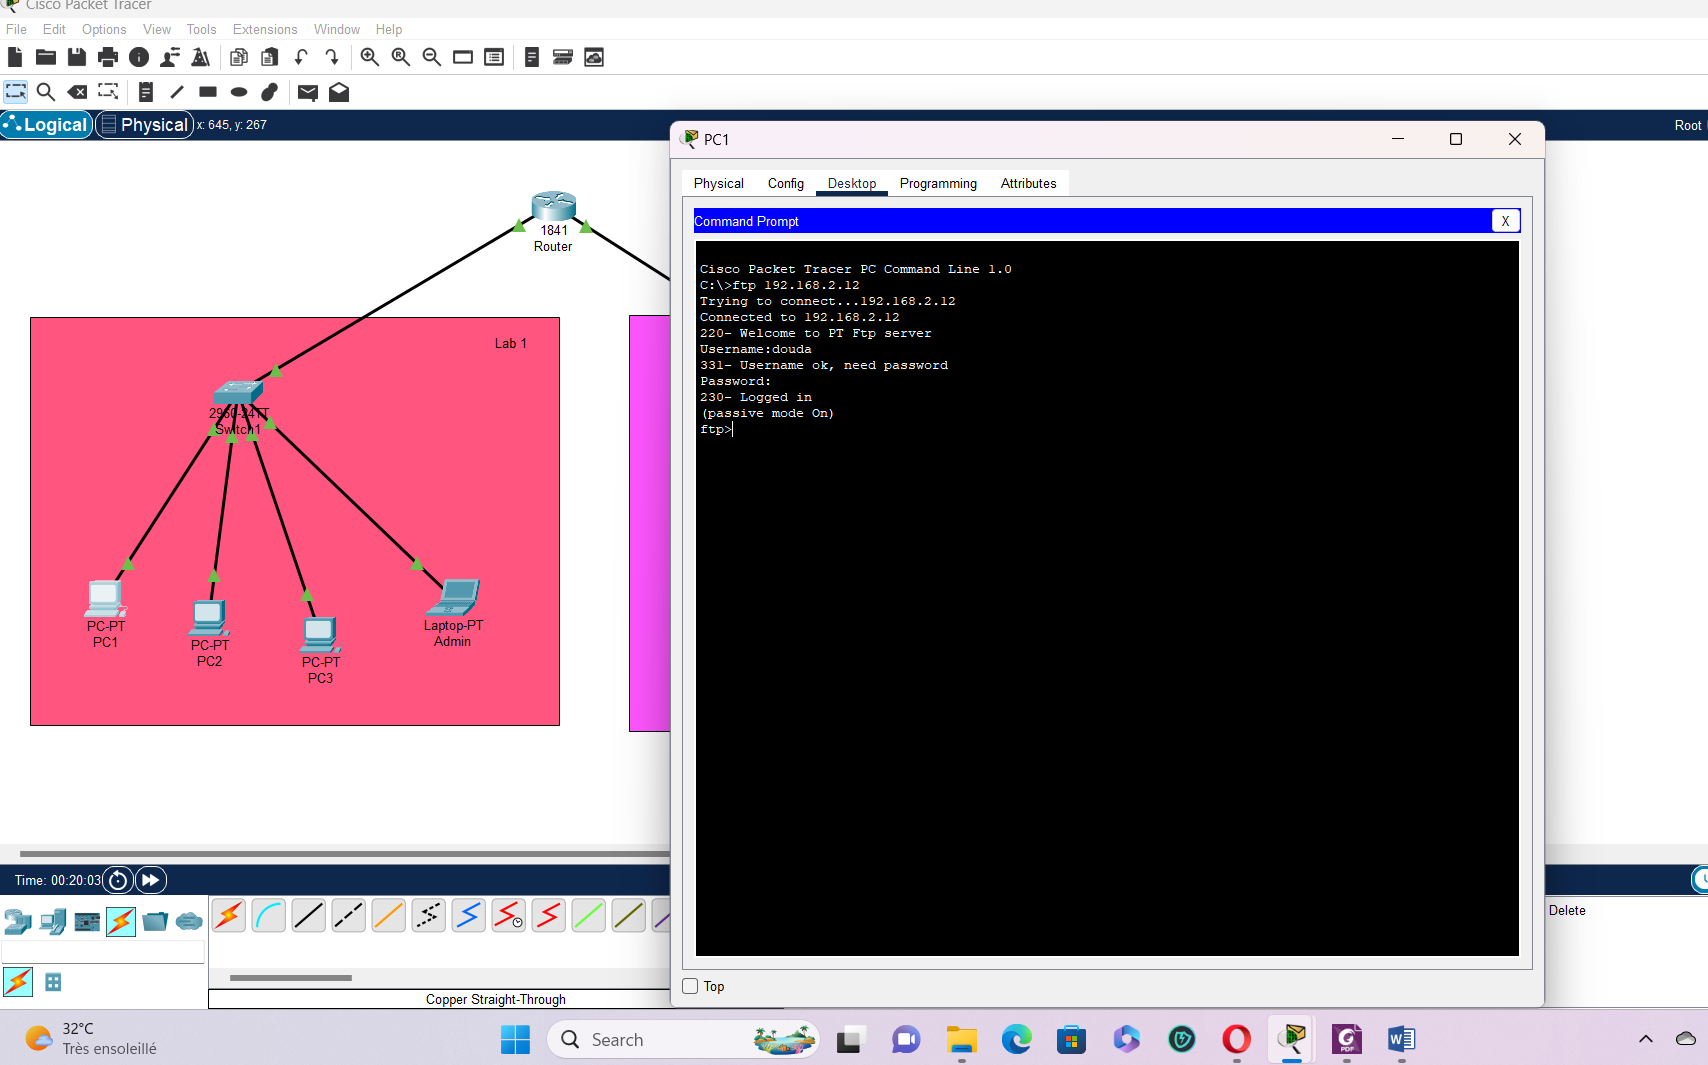 Cisco Packet Tracer
File Edit Options View Tools Extensions Window Help
Logical Physical x: 645, y: 267
Root
1841
Router
Lab 1
2960-24TT
Switch1
PC-PT
PC1
PC-PT
PC2
PC-PT
PC3
Laptop-PT
Admin
PC1
Physical Config Desktop Programming Attributes
Command Prompt
X
Cisco Packet Tracer PC Command Line 1.0
C:\>ftp 192.168.2.12
Trying to connect...192.168.2.12
Connected to 192.168.2.12
220- Welcome to PT Ftp server
Username:douda
331- Username ok, need password
Password:
230- Logged in
(passive mode On)
ftp>
Top
Time: 00:20:03
Delete
Copper Straight-Through
32°C
Très ensoleillé
Search
PDF
W